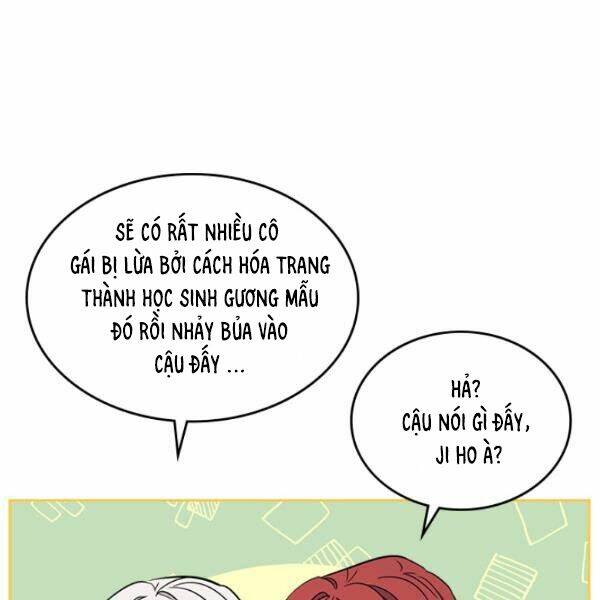 SẼ CÓ RẤT NHIỀU CÔ
GÁI BỊ LỪA BỞI CÁCH HÓA TRANG
THÀNH HỌC SINH GƯƠNG MẪU
ĐÓ RỒI NHẢY BỦA VÀO
CẬU ĐẤY ...
HẢ?
CẬU NÓI GÌ ĐẤY,
JI HO À?